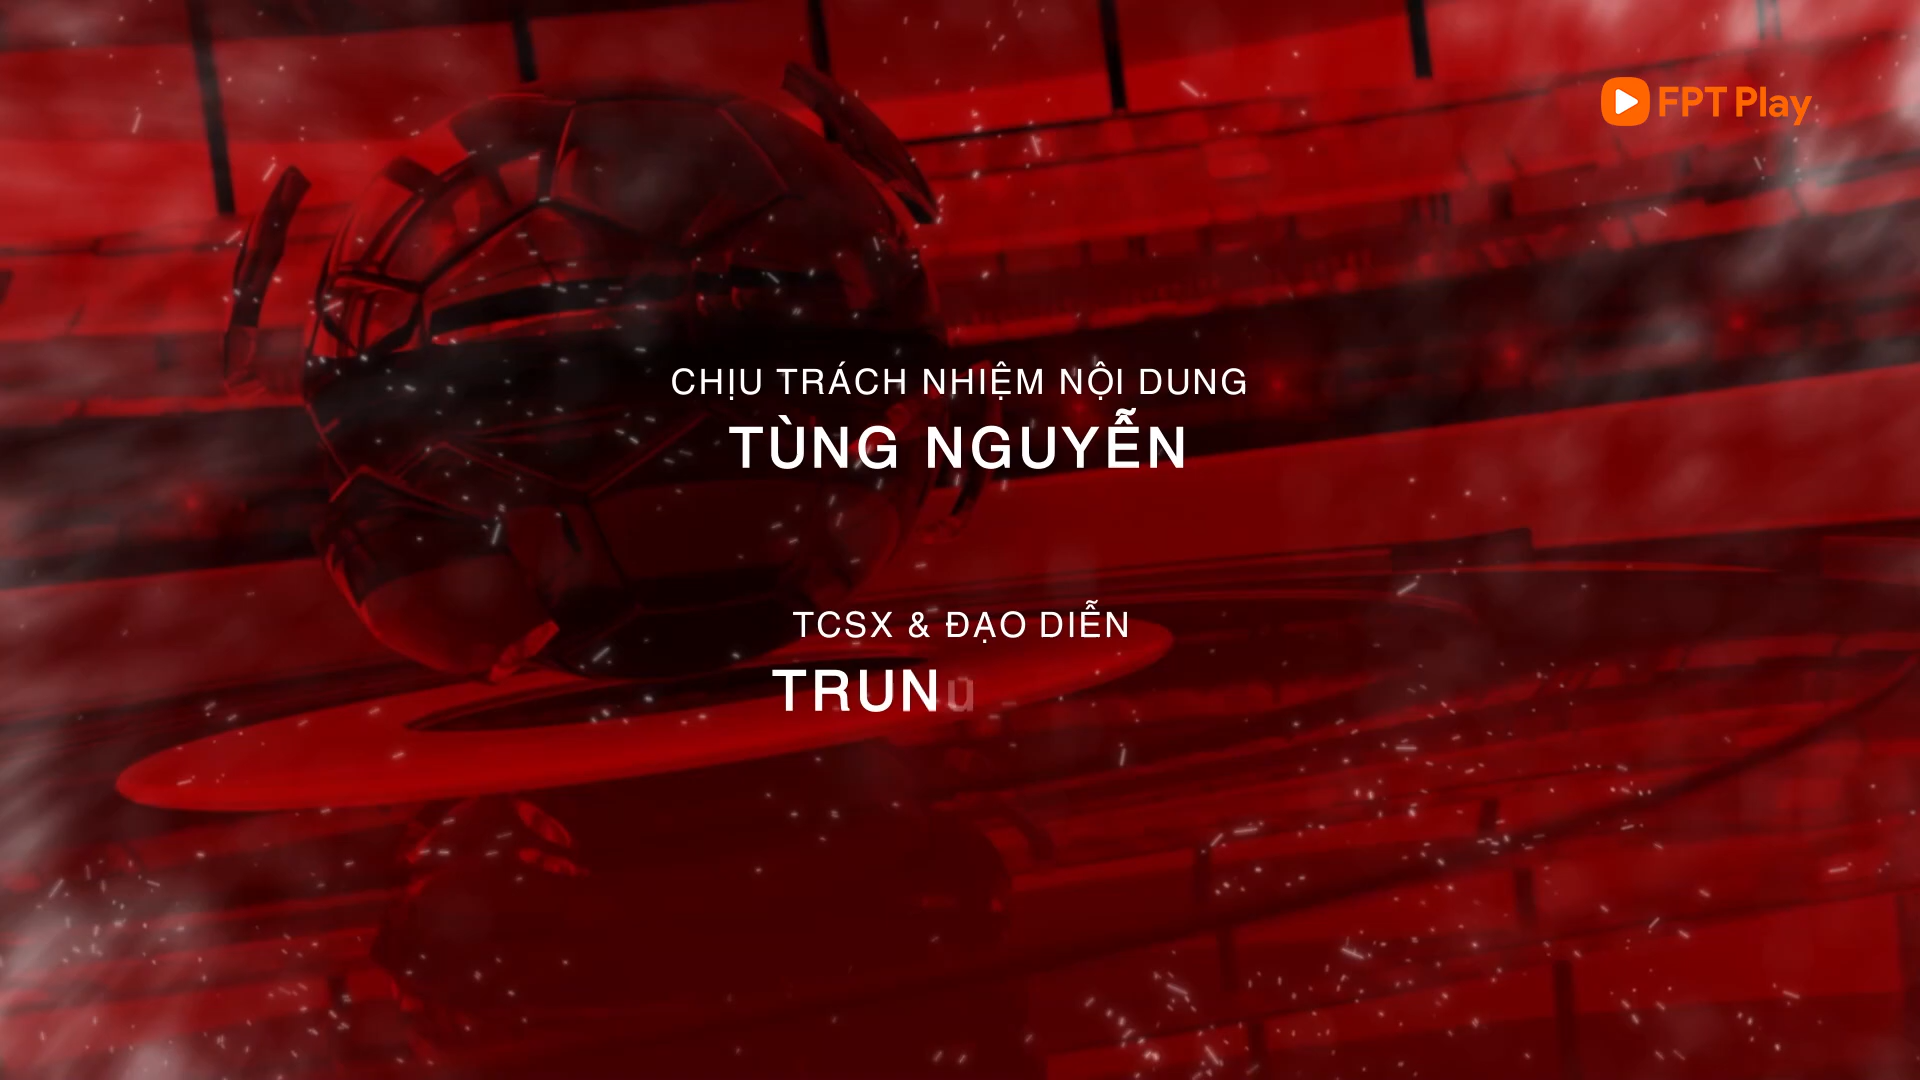 FPT Play
CHỊU TRÁCH NHIỆM NỘI DUNG
TÙNG NGUYỄN
TCSX & ĐẠO DIỄN
TRUN